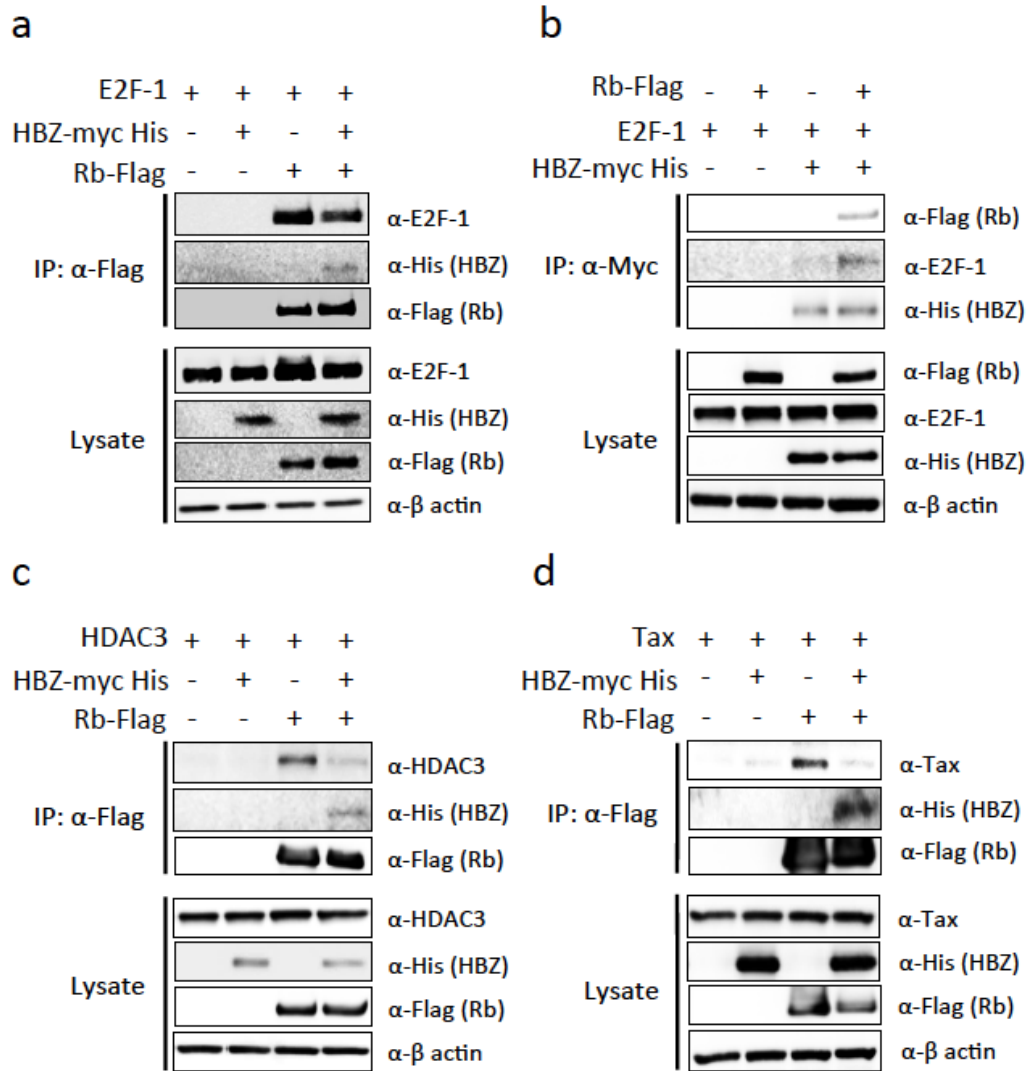 a
E2F-1 + + + +
HBZ-myc His - + - +
Rb-Flag - - + +
IP: α-Flag
α-E2F-1
α-His (HBZ)
α-Flag (Rb)
Lysate
α-E2F-1
α-His (HBZ)
α-Flag (Rb)
α-β actin
b
Rb-Flag - + - +
E2F-1 + + + +
HBZ-myc His - - + +
IP: α-Myc
α-Flag (Rb)
α-E2F-1
α-His (HBZ)
Lysate
α-Flag (Rb)
α-E2F-1
α-His (HBZ)
α-β actin
c
HDAC3 + + + +
HBZ-myc His - + - +
Rb-Flag - - + +
IP: α-Flag
α-HDAC3
α-His (HBZ)
α-Flag (Rb)
Lysate
α-HDAC3
α-His (HBZ)
α-Flag (Rb)
α-β actin
d
Tax + + + +
HBZ-myc His - + - +
Rb-Flag - - + +
IP: α-Flag
α-Tax
α-His (HBZ)
α-Flag (Rb)
Lysate
α-Tax
α-His (HBZ)
α-Flag (Rb)
α-β actin